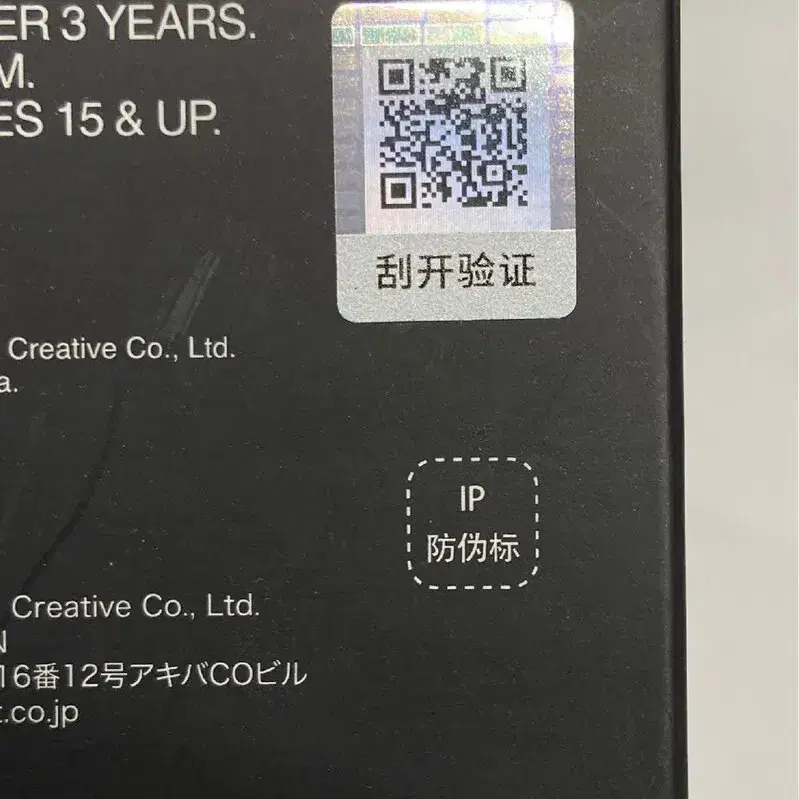 ER 3 YEARS.
M.
ES 15 & UP.
刮开验证
Creative Co., Ltd.
a.
IP
防伪标
Creative Co., Ltd.
N
16番12号アキバCOビル
t.co.jp